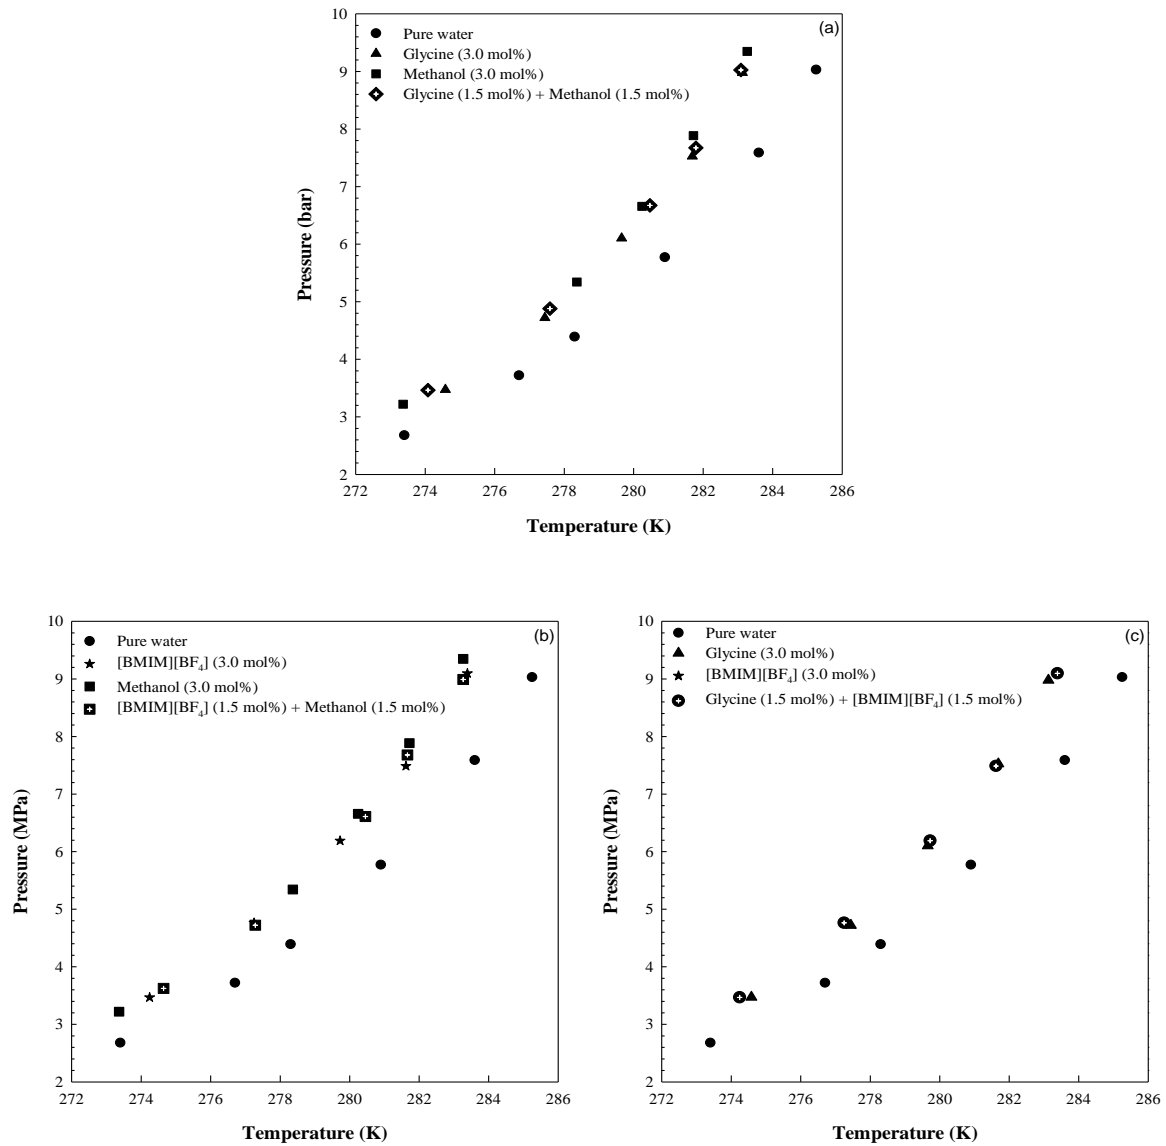 (a)
Pure water
Glycine (3.0 mol%)
Methanol (3.0 mol%)
Glycine (1.5 mol%) + Methanol (1.5 mol%)
10
9
8
7
6
5
4
3
2
Pressure (bar)
272 274 276 278 280 282 284 286
Temperature (K)
(b)
Pure water
[BMIM][BF₄] (3.0 mol%)
Methanol (3.0 mol%)
[BMIM][BF₄] (1.5 mol%) + Methanol (1.5 mol%)
10
9
8
7
6
5
4
3
2
Pressure (MPa)
272 274 276 278 280 282 284 286
Temperature (K)
(c)
Pure water
Glycine (3.0 mol%)
[BMIM][BF₄] (3.0 mol%)
Glycine (1.5 mol%) + [BMIM][BF₄] (1.5 mol%)
10
9
8
7
6
5
4
3
2
Pressure (MPa)
272 274 276 278 280 282 284 286
Temperature (K)